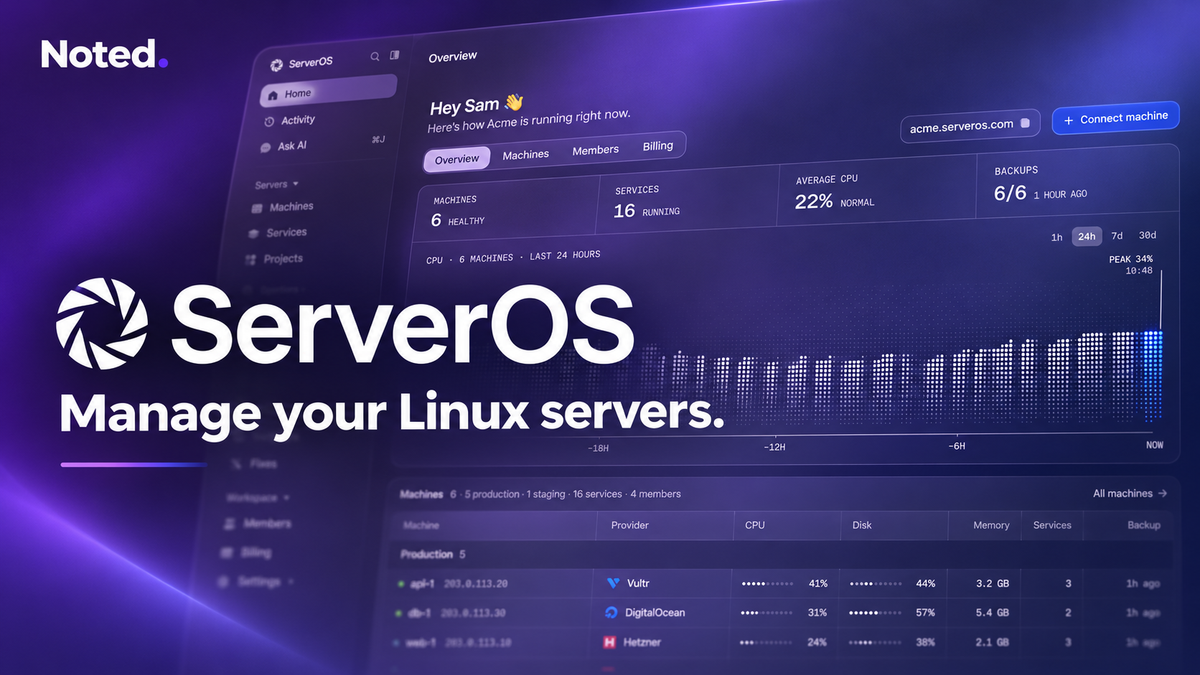 Noted.
ServerOS
Home
Activity
Ask AI ⌘J
Servers
Machines
Services
Projects
Fixes
Workspace
Members
Billing
Settings
Overview
Hey Sam 👋
Here's how Acme is running right now.
acme.serveros.com
+ Connect machine
Overview Machines Members Billing
MACHINES
6 HEALTHY
SERVICES
16 RUNNING
AVERAGE CPU
22% NORMAL
BACKUPS
6/6 1 HOUR AGO
CPU · 6 MACHINES · LAST 24 HOURS
1h 24h 7d 30d
PEAK 34%
10:48
ServerOS
Manage your Linux servers.
-18H -12H -6H NOW
Machines 6 · 5 production · 1 staging · 16 services · 4 members
All machines →
Machine Provider CPU Disk Memory Services Backup
Production 5
api-1 203.0.113.20 Vultr 41% 44% 3.2 GB 3 1h ago
db-1 203.0.113.30 DigitalOcean 31% 57% 5.4 GB 2 1h ago
web-1 203.0.113.10 Hetzner 24% 38% 2.1 GB 3 1h ago